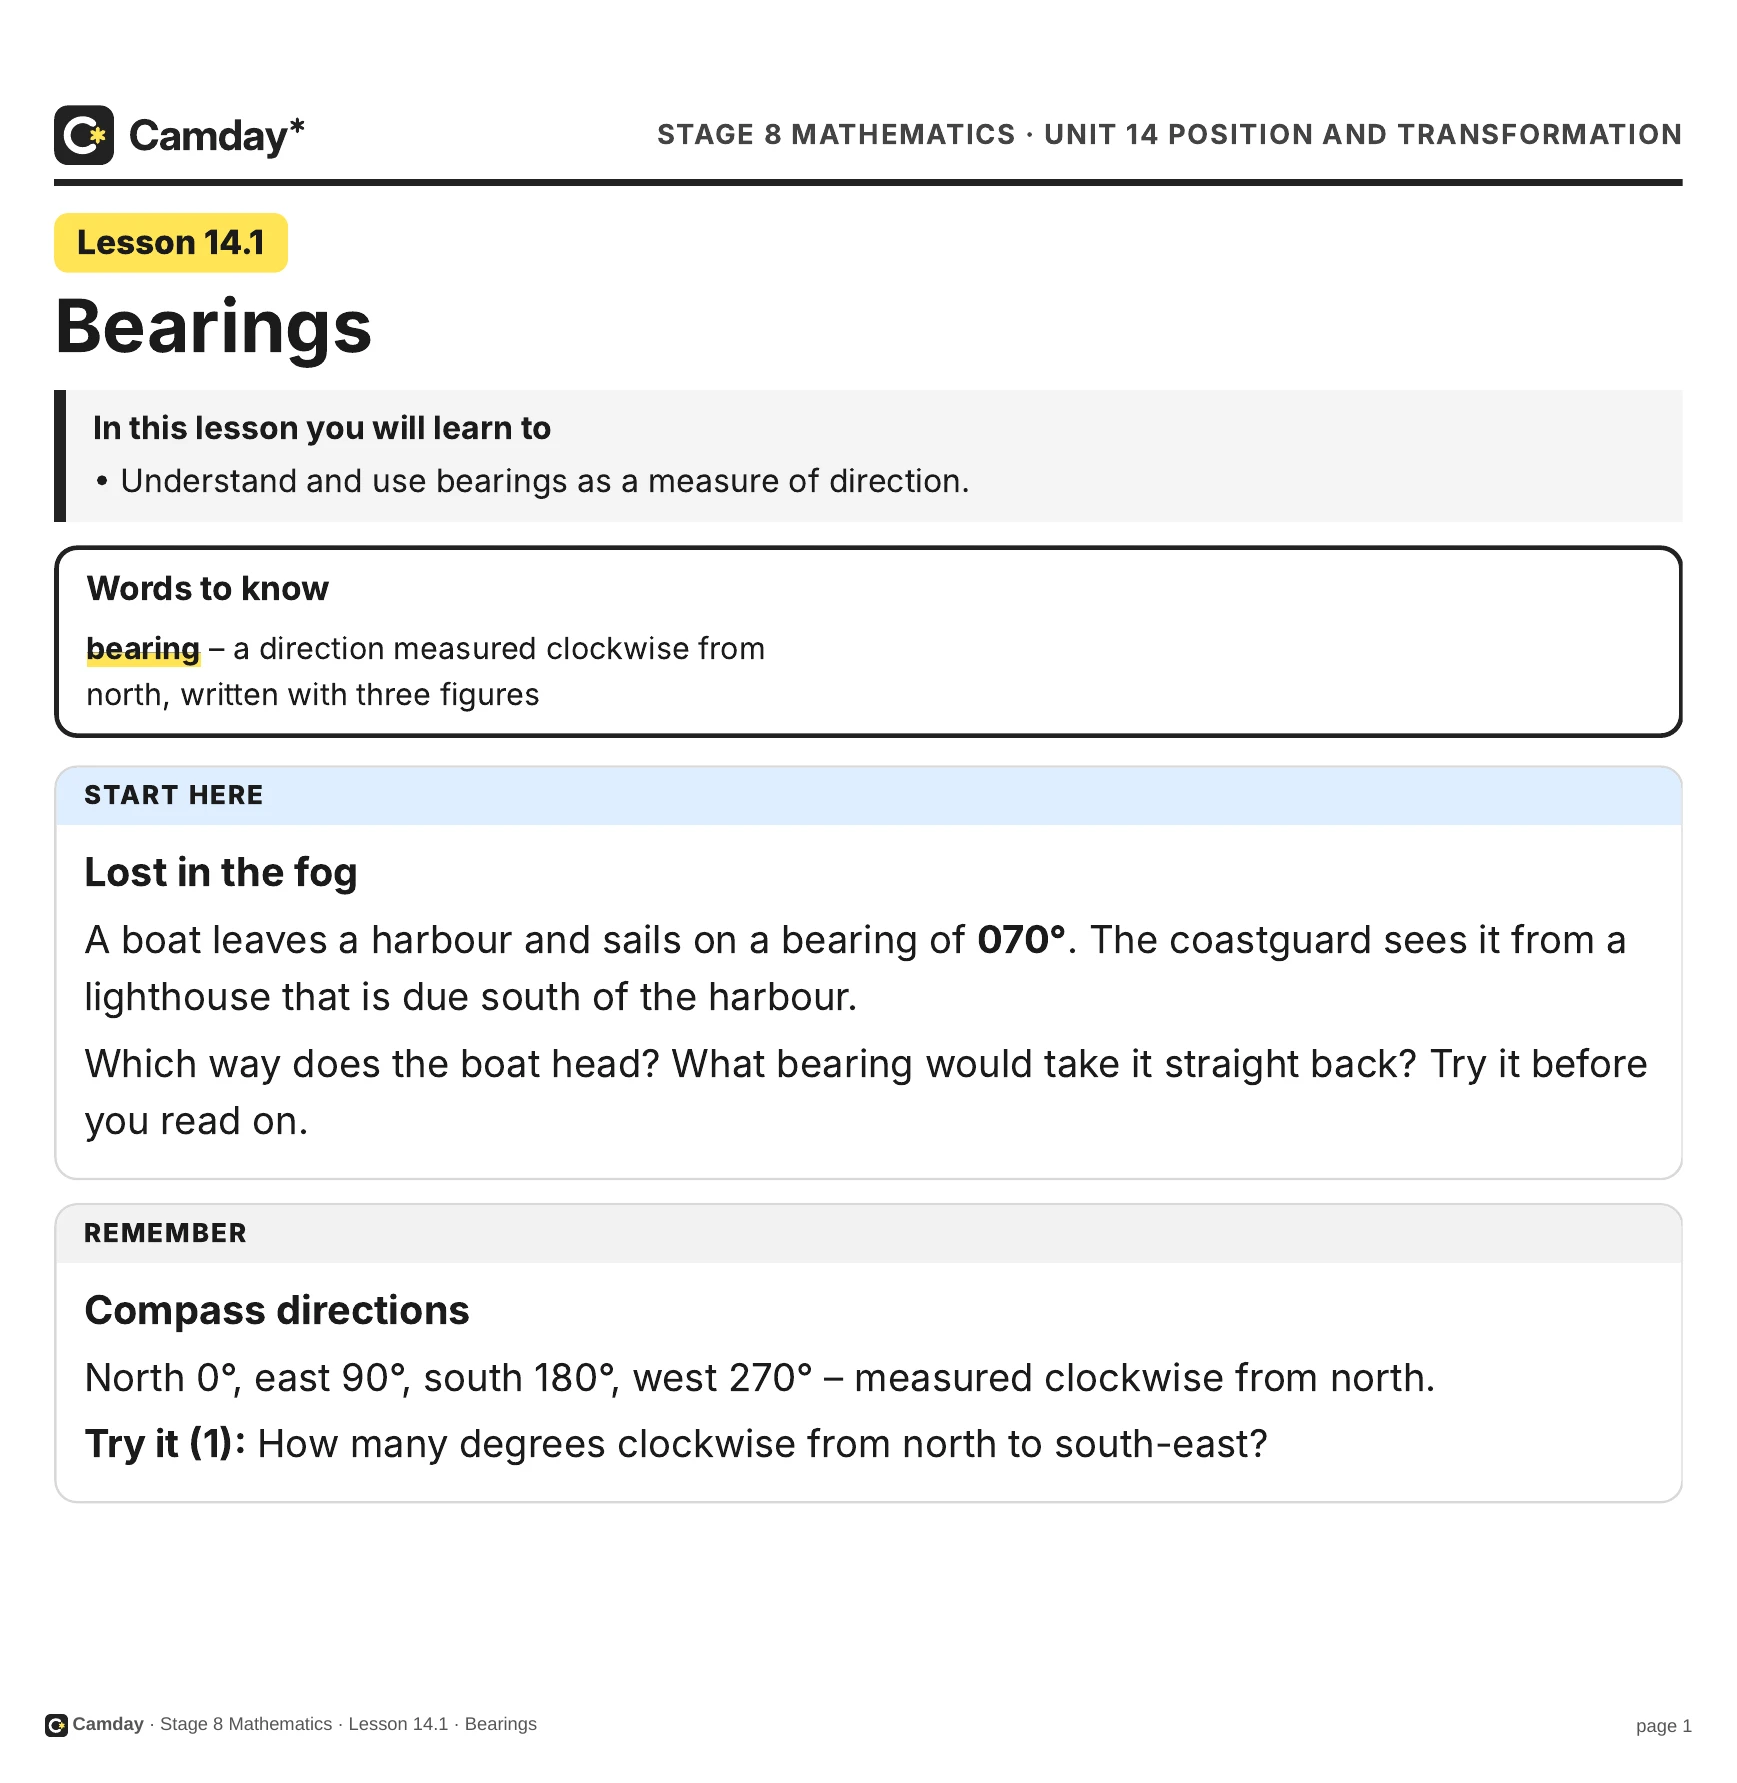 Camday*
STAGE 8 MATHEMATICS · UNIT 14 POSITION AND TRANSFORMATION
Lesson 14.1
Bearings
In this lesson you will learn to
• Understand and use bearings as a measure of direction.
Words to know
bearing – a direction measured clockwise from
north, written with three figures
START HERE
Lost in the fog
A boat leaves a harbour and sails on a bearing of 070°. The coastguard sees it from a
lighthouse that is due south of the harbour.
Which way does the boat head? What bearing would take it straight back? Try it before
you read on.
REMEMBER
Compass directions
North 0°, east 90°, south 180°, west 270° – measured clockwise from north.
Try it (1): How many degrees clockwise from north to south-east?
Camday · Stage 8 Mathematics · Lesson 14.1 · Bearings
page 1